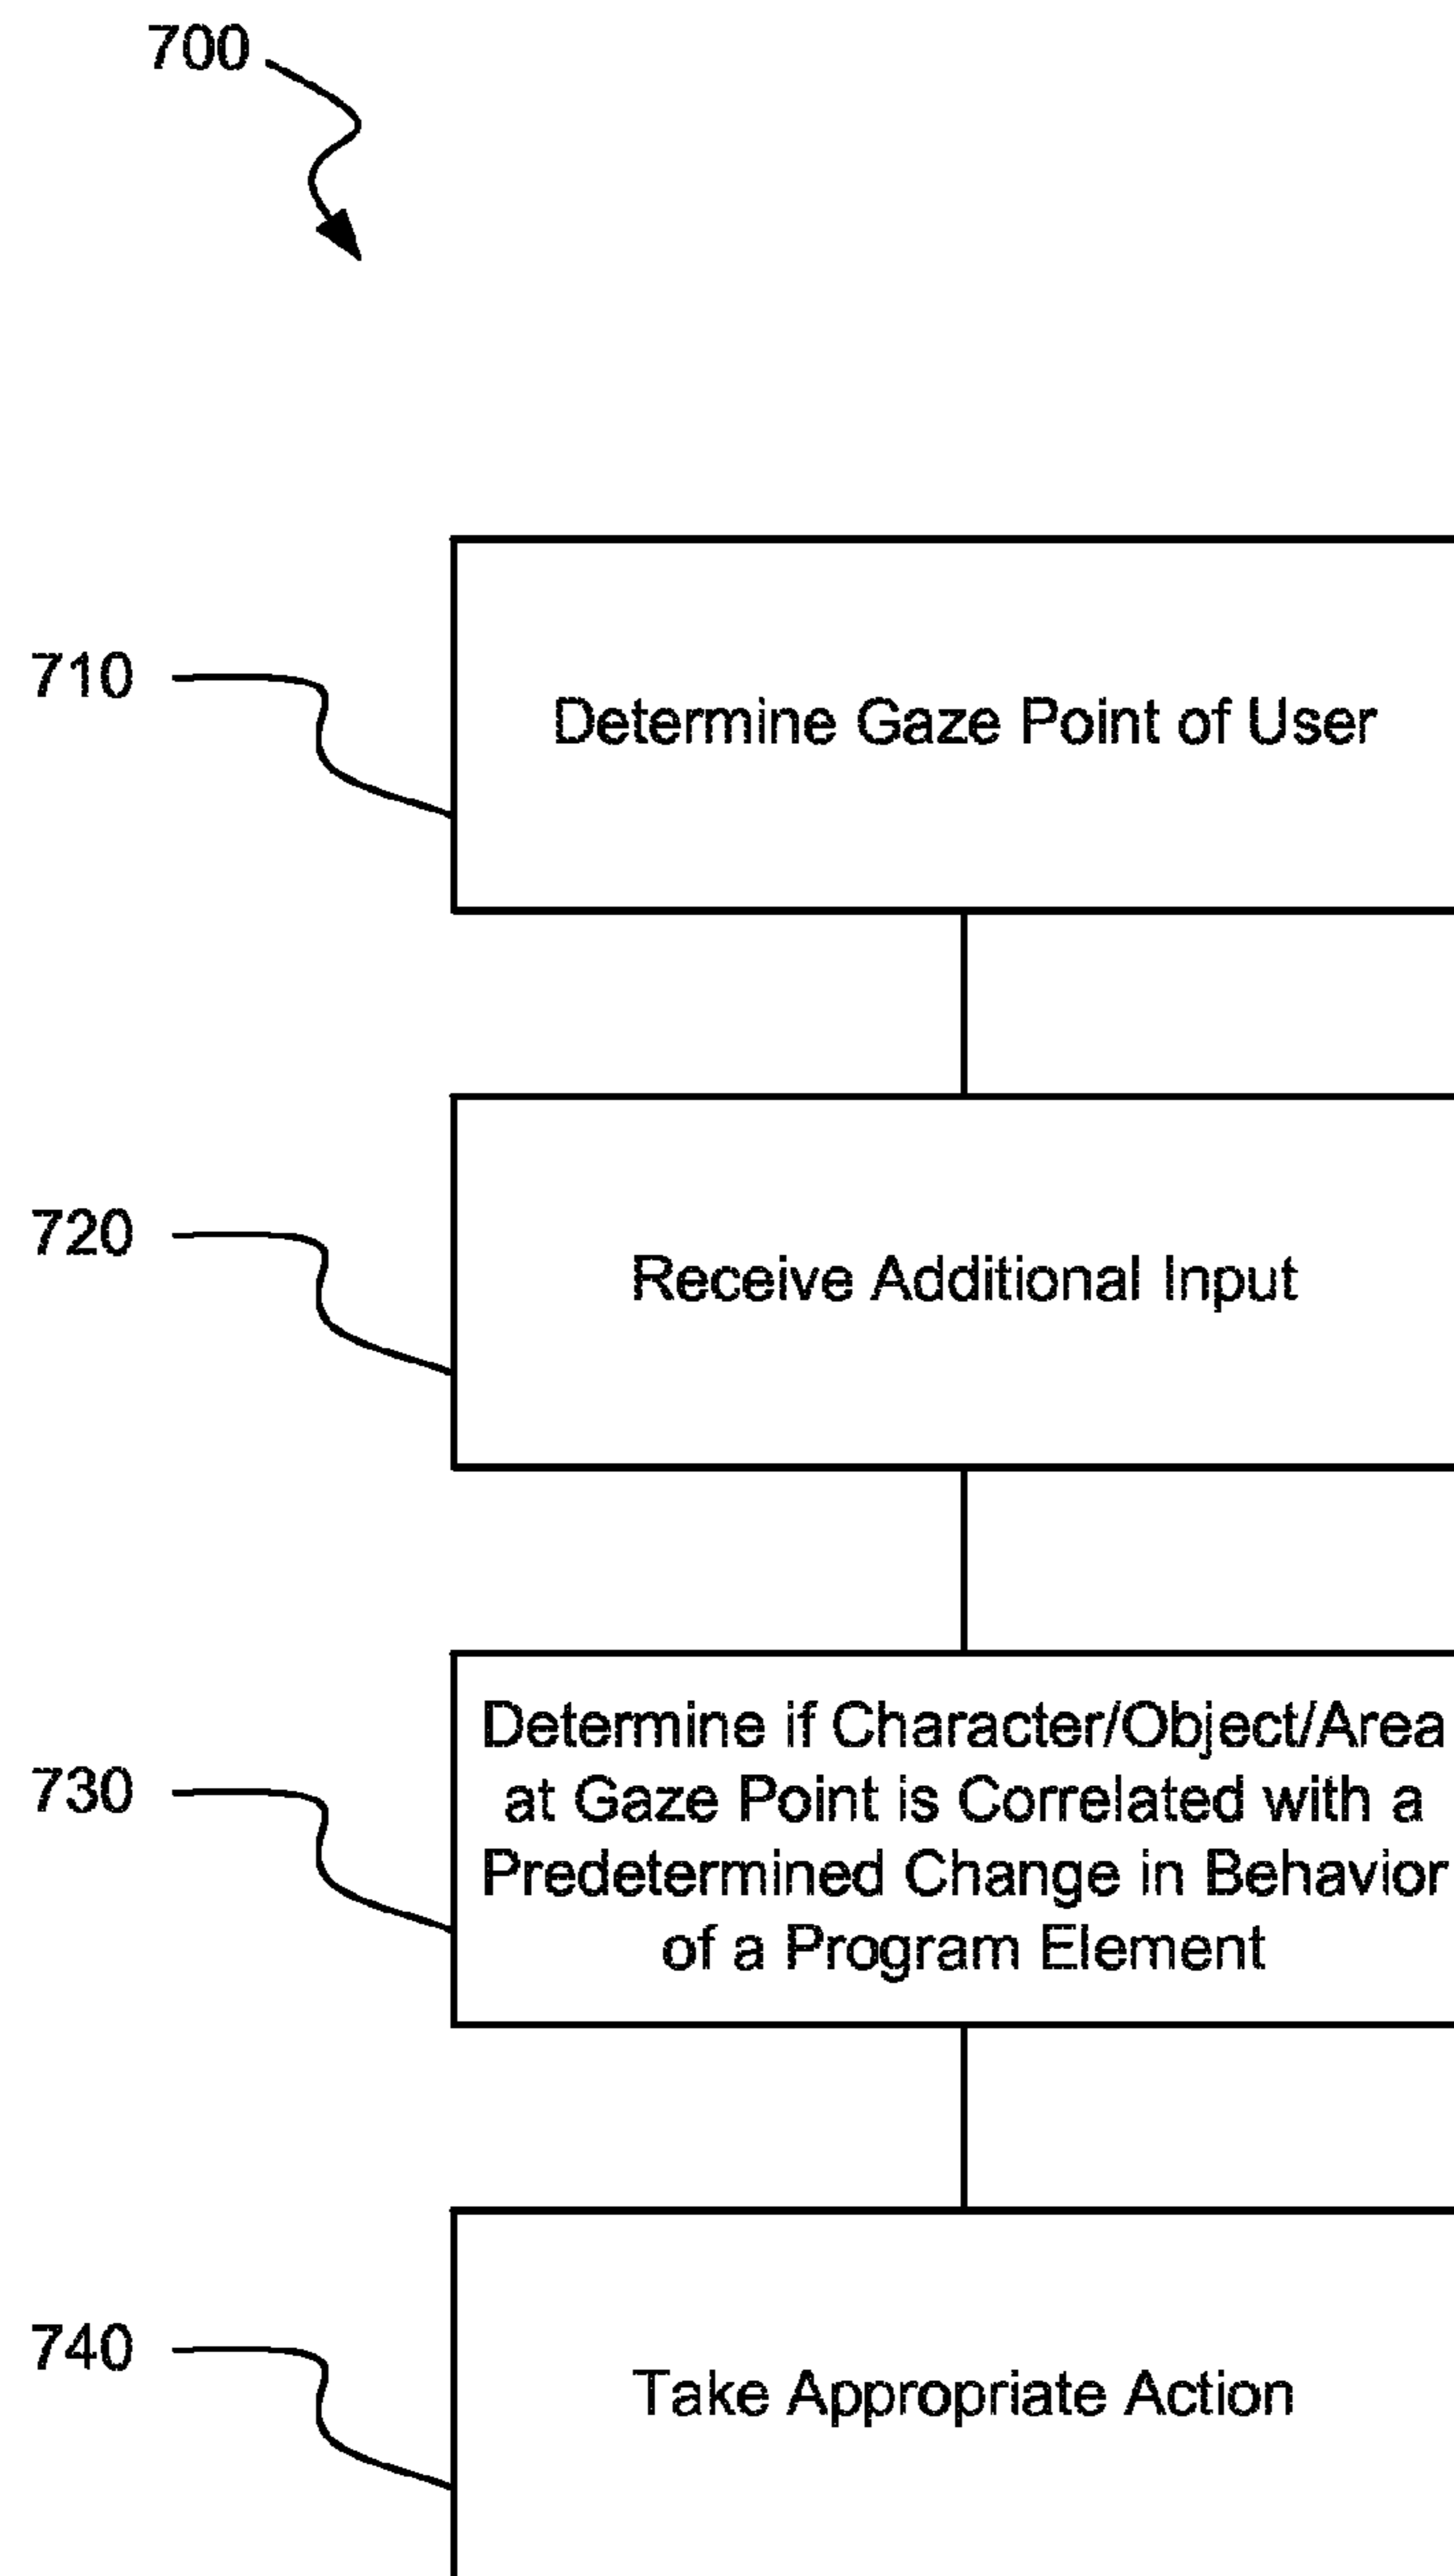 700
710
Determine Gaze Point of User
720
Receive Additional Input
730
Determine if Character/Object/Area
at Gaze Point is Correlated with a
Predetermined Change in Behavior
of a Program Element
740
Take Appropriate Action